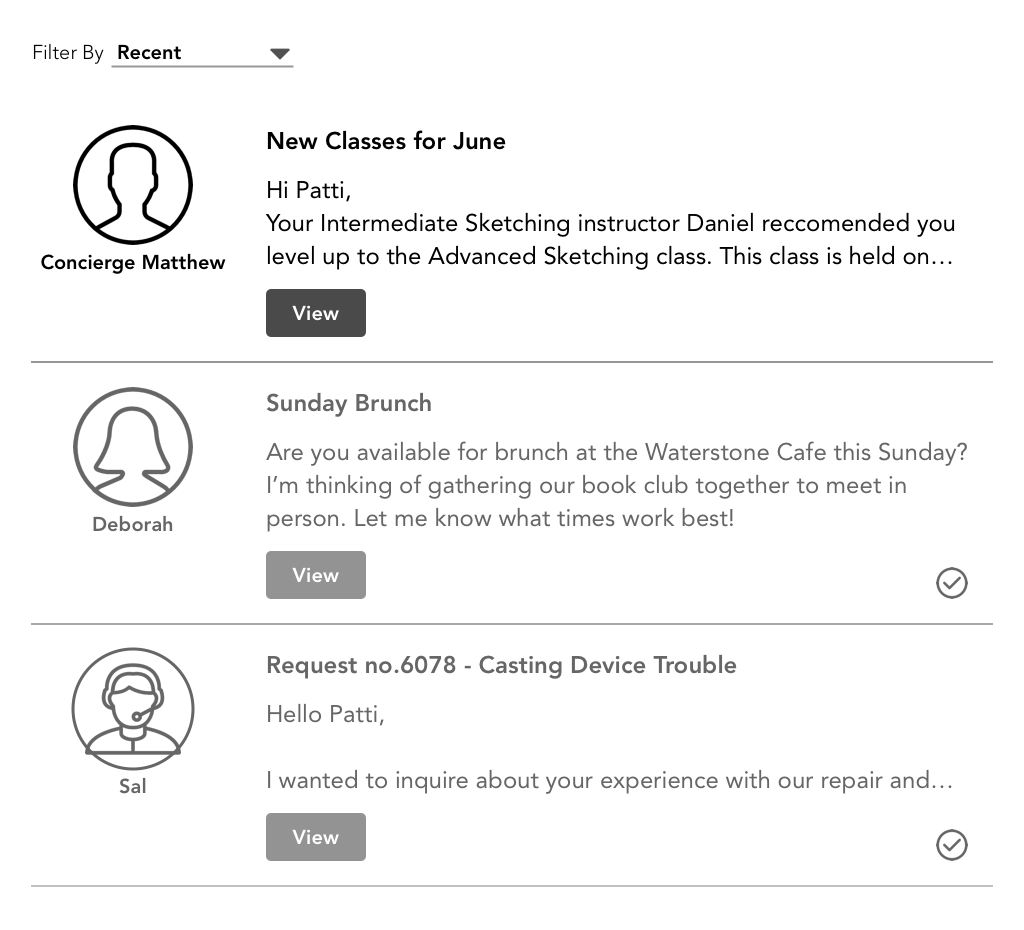 Filter By Recent
New Classes for June
Hi Patti,
Your Intermediate Sketching instructor Daniel reccomended you
level up to the Advanced Sketching class. This class is held on…
Concierge Matthew
View
Sunday Brunch
Are you available for brunch at the Waterstone Cafe this Sunday?
I’m thinking of gathering our book club together to meet in
person. Let me know what times work best!
Deborah
View
Request no.6078 - Casting Device Trouble
Hello Patti,
I wanted to inquire about your experience with our repair and…
Sal
View